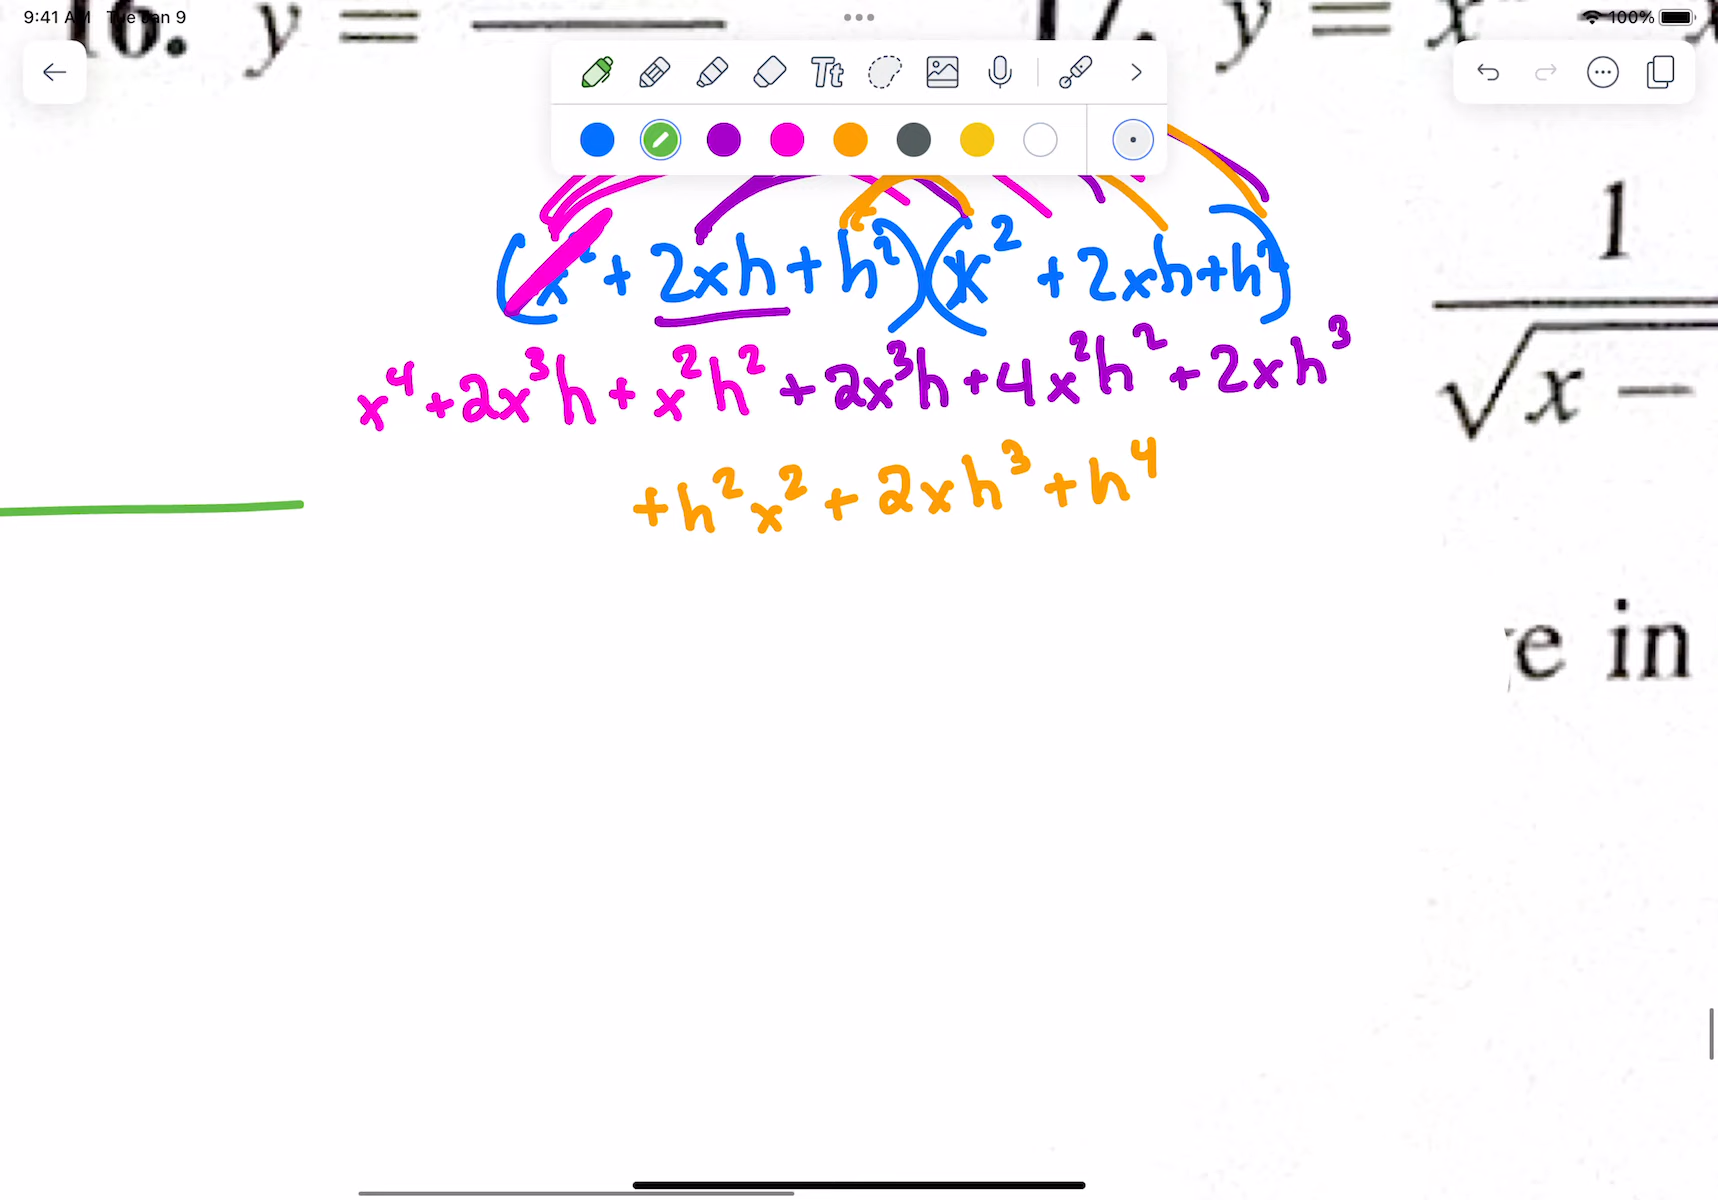 9:41 AM Tue Jan 9
100%
16. y =
17. y = x
Tt
(x² + 2xh + h²)(x² + 2xh + h²)
x⁴ + 2x³h + x²h² + 2x³h + 4x²h² + 2xh³
+ h²x² + 2xh³ + h⁴
1
√x −
e in